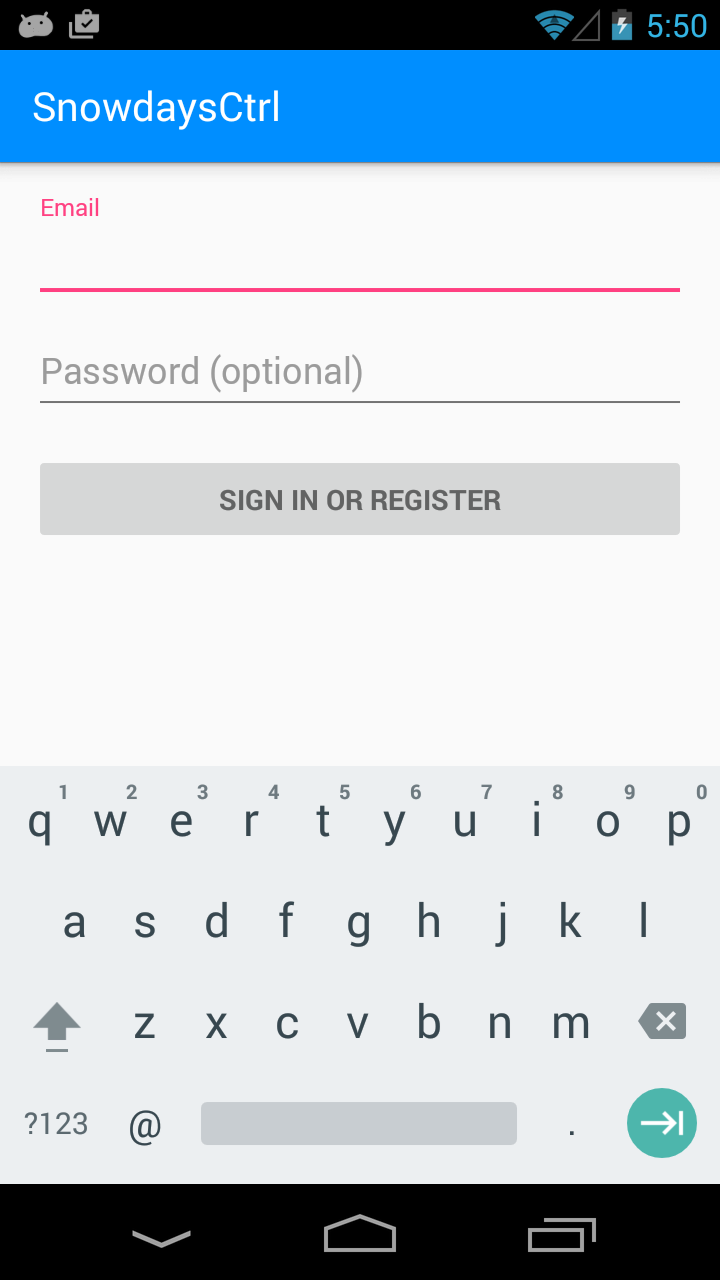 5:50
SnowdaysCtrl
Email
Password (optional)
SIGN IN OR REGISTER
1 2 3 4 5 6 7 8 9 0
q w e r t y u i o p
a s d f g h j k l
z x c v b n m
?123 @ .